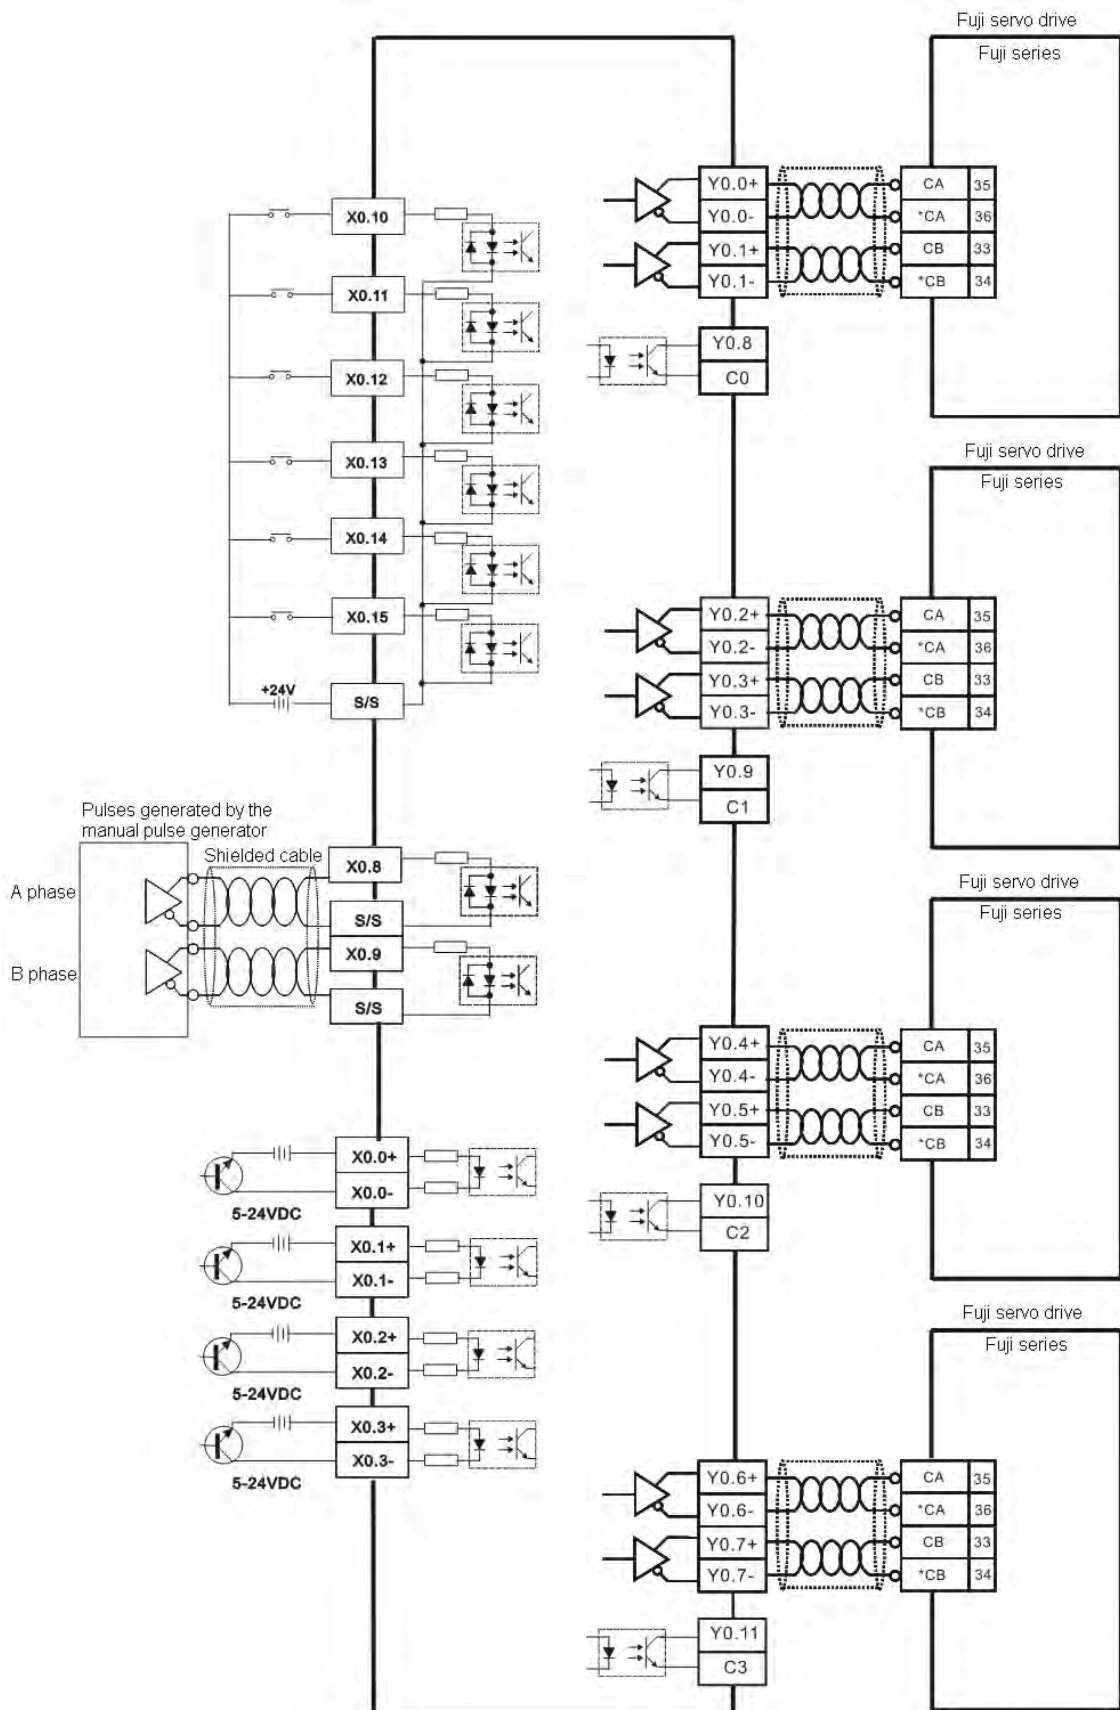 Fuji servo drive
Fuji series
Y0.0+
CA
35
Y0.0-
*CA
36
Y0.1+
CB
33
Y0.1-
*CB
34
Y0.8
C0
X0.10
X0.11
X0.12
X0.13
X0.14
X0.15
+24V
S/S
Fuji servo drive
Fuji series
Y0.2+
CA
35
Y0.2-
*CA
36
Y0.3+
CB
33
Y0.3-
*CB
34
Y0.9
C1
Pulses generated by the
manual pulse generator
Shielded cable
A phase
B phase
X0.8
S/S
X0.9
S/S
Fuji servo drive
Fuji series
Y0.4+
CA
35
Y0.4-
*CA
36
Y0.5+
CB
33
Y0.5-
*CB
34
Y0.10
C2
X0.0+
X0.0-
5-24VDC
X0.1+
X0.1-
5-24VDC
X0.2+
X0.2-
5-24VDC
X0.3+
X0.3-
5-24VDC
Fuji servo drive
Fuji series
Y0.6+
CA
35
Y0.6-
*CA
36
Y0.7+
CB
33
Y0.7-
*CB
34
Y0.11
C3